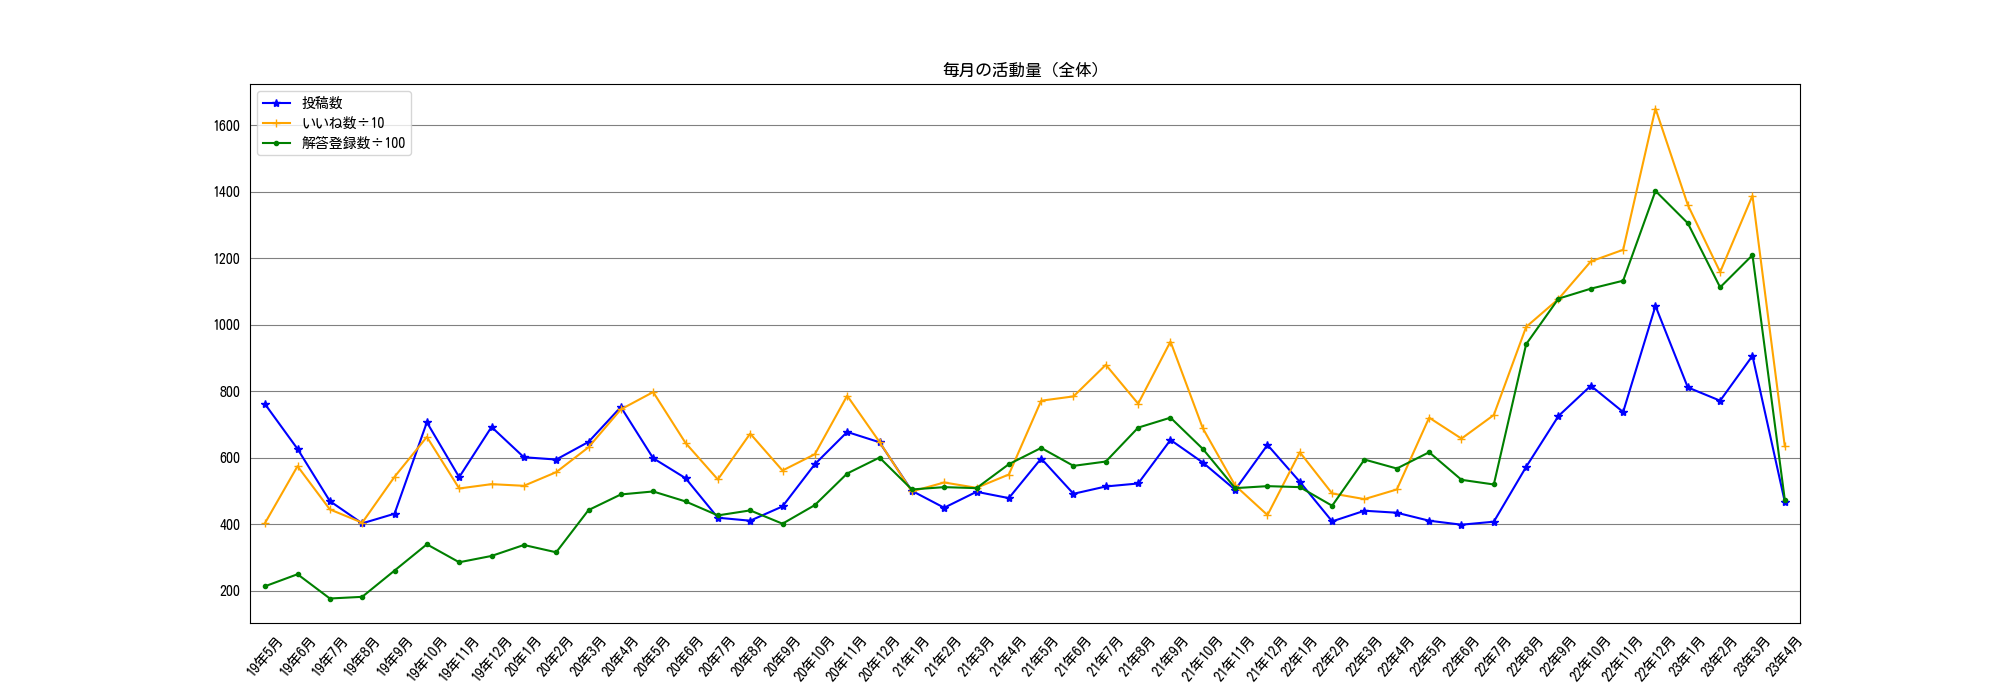 毎月の活動量（全体）
投稿数
いいね数÷10
解答登録数÷100
1600
1400
1200
1000
800
600
400
200
19年5月
19年6月
19年7月
19年8月
19年9月
19年10月
19年11月
19年12月
20年1月
20年2月
20年3月
20年4月
20年5月
20年6月
20年7月
20年8月
20年9月
20年10月
20年11月
20年12月
21年1月
21年2月
21年3月
21年4月
21年5月
21年6月
21年7月
21年8月
21年9月
21年10月
21年11月
21年12月
22年1月
22年2月
22年3月
22年4月
22年5月
22年6月
22年7月
22年8月
22年9月
22年10月
22年11月
22年12月
23年1月
23年2月
23年3月
23年4月